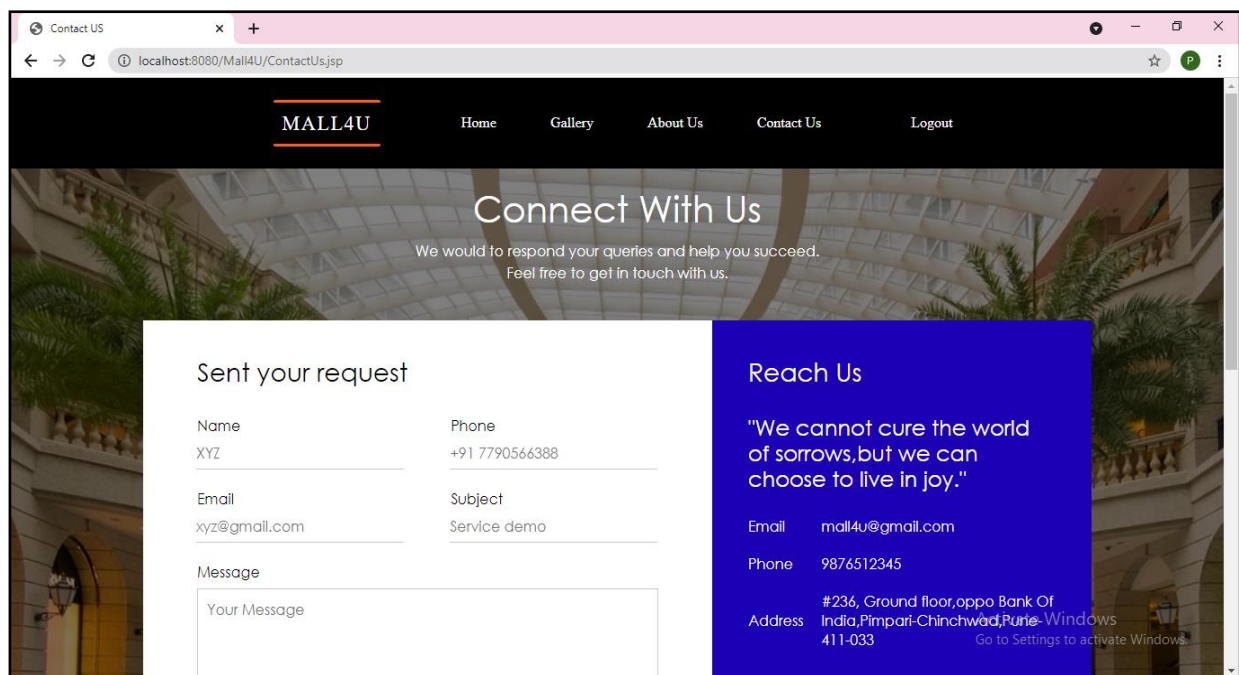 Contact US
localhost:8080/Mall4U/ContactUs.jsp
P
MALL4U Home Gallery About Us Contact Us Logout
Connect With Us
We would to respond your queries and help you succeed.
Feel free to get in touch with us.
Sent your request
Name Phone
XYZ +91 7790566388
Email Subject
xyz@gmail.com Service demo
Message
Your Message
Reach Us
"We cannot cure the world
of sorrows,but we can
choose to live in joy."
Email mall4u@gmail.com
Phone 9876512345
Address #236, Ground floor,oppo Bank Of
India,Pimpari-Chinchwad,Pune-
411-033
Activate Windows
Go to Settings to activate Windows.